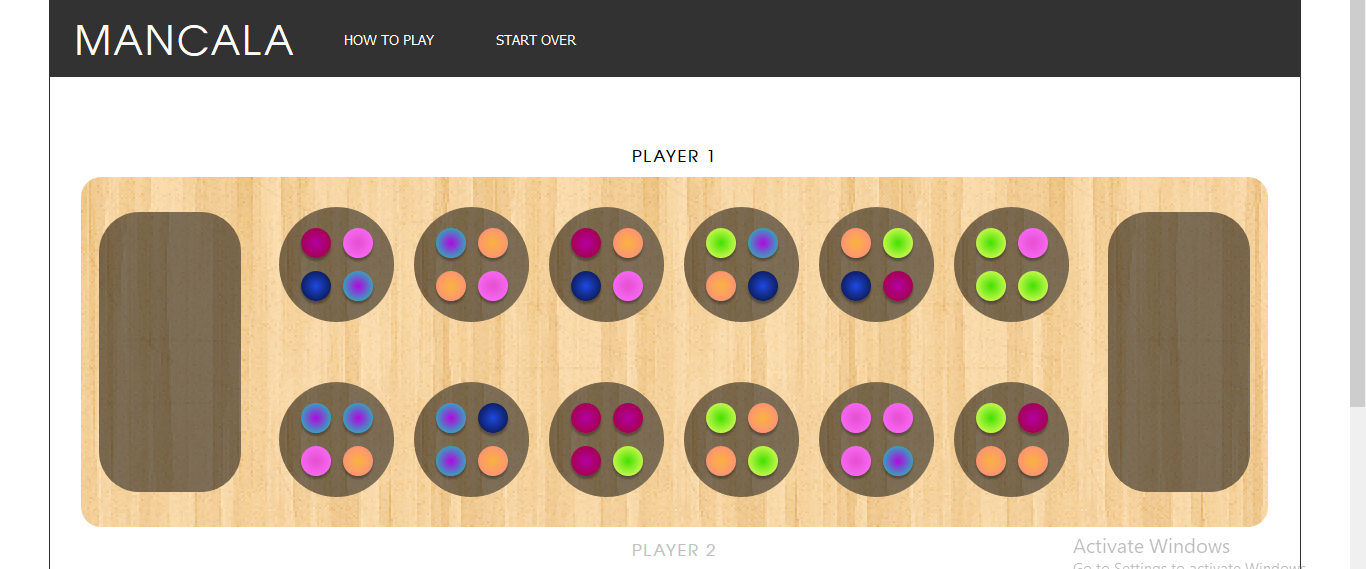 MANCALA
HOW TO PLAY
START OVER
PLAYER 1
PLAYER 2
Activate Windows
Go to Settings to activate Windows.